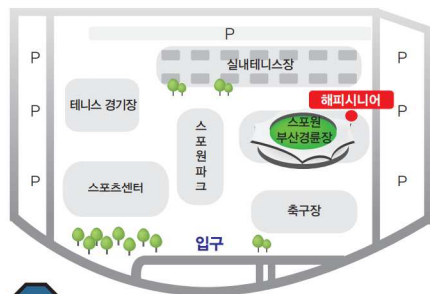 P
P
P
실내테니스장
P
P
P
P
테니스 경기장
해피시니어
스포원
부산경륜장
스포원파크
스포츠센터
축구장
입구